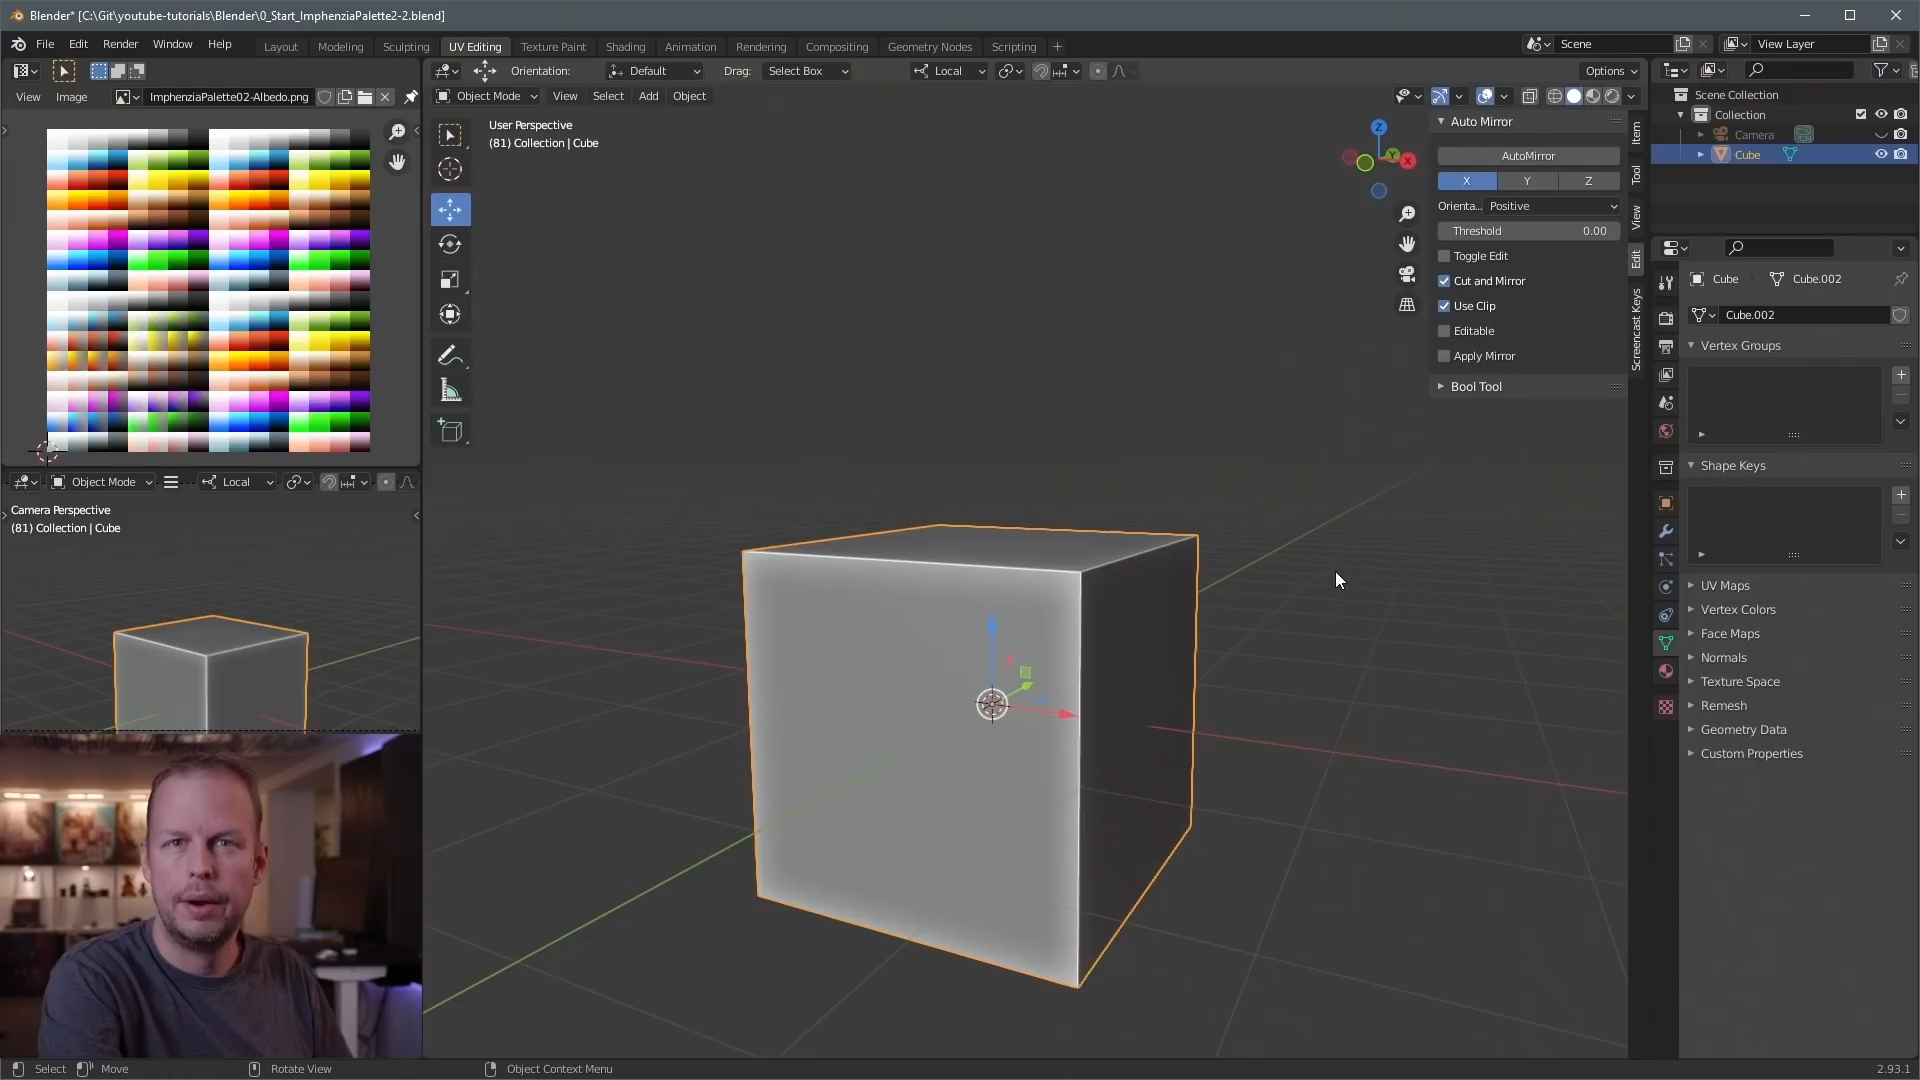 Blender* [C:\Git\youtube-tutorials\Blender\0_Start_ImphenziaPalette2-2.blend]
File Edit Render Window Help
Layout Modeling Sculpting UV Editing Texture Paint Shading Animation Rendering Compositing Geometry Nodes Scripting +
Scene
View Layer
Orientation: Default Drag: Select Box Local Options
View Image ImphenziaPalette02-Albedo.png
Object Mode View Select Add Object
User Perspective
(81) Collection | Cube
Z
Y
X
Auto Mirror
AutoMirror
X Y Z
Orienta... Positive
Threshold 0.00
Toggle Edit
Cut and Mirror
Use Clip
Editable
Apply Mirror
Bool Tool
Item
Tool
View
Edit
Screencast Keys
Scene Collection
Collection
Camera
Cube
Cube Cube.002
Cube.002
Vertex Groups
Shape Keys
UV Maps
Vertex Colors
Face Maps
Normals
Texture Space
Remesh
Geometry Data
Custom Properties
Object Mode Local
Camera Perspective
(81) Collection | Cube
Select Move Rotate View Object Context Menu 2.93.1